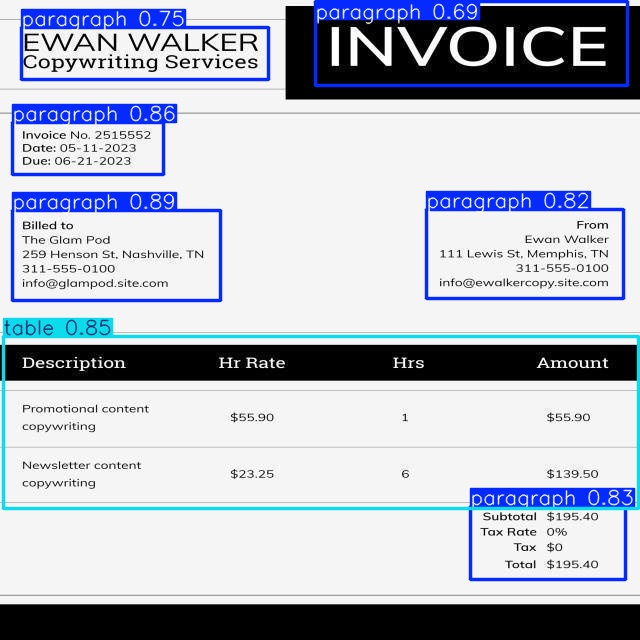 paragraph 0.75
EWAN WALKER
Copywriting Services
paragraph 0.69
INVOICE
paragraph 0.86
Invoice No. 2515552
Date: 05-11-2023
Due: 06-21-2023
paragraph 0.89
Billed to
The Glam Pod
259 Henson St, Nashville, TN
311-555-0100
info@glampod.site.com
paragraph 0.82
From
Ewan Walker
111 Lewis St, Memphis, TN
311-555-0100
info@ewalkercopy.site.com
table 0.85
Description Hr Rate Hrs Amount
Promotional content
copywriting $55.90 1 $55.90
Newsletter content
copywriting $23.25 6 $139.50
paragraph 0.83
Subtotal $195.40
Tax Rate 0%
Tax $0
Total $195.40